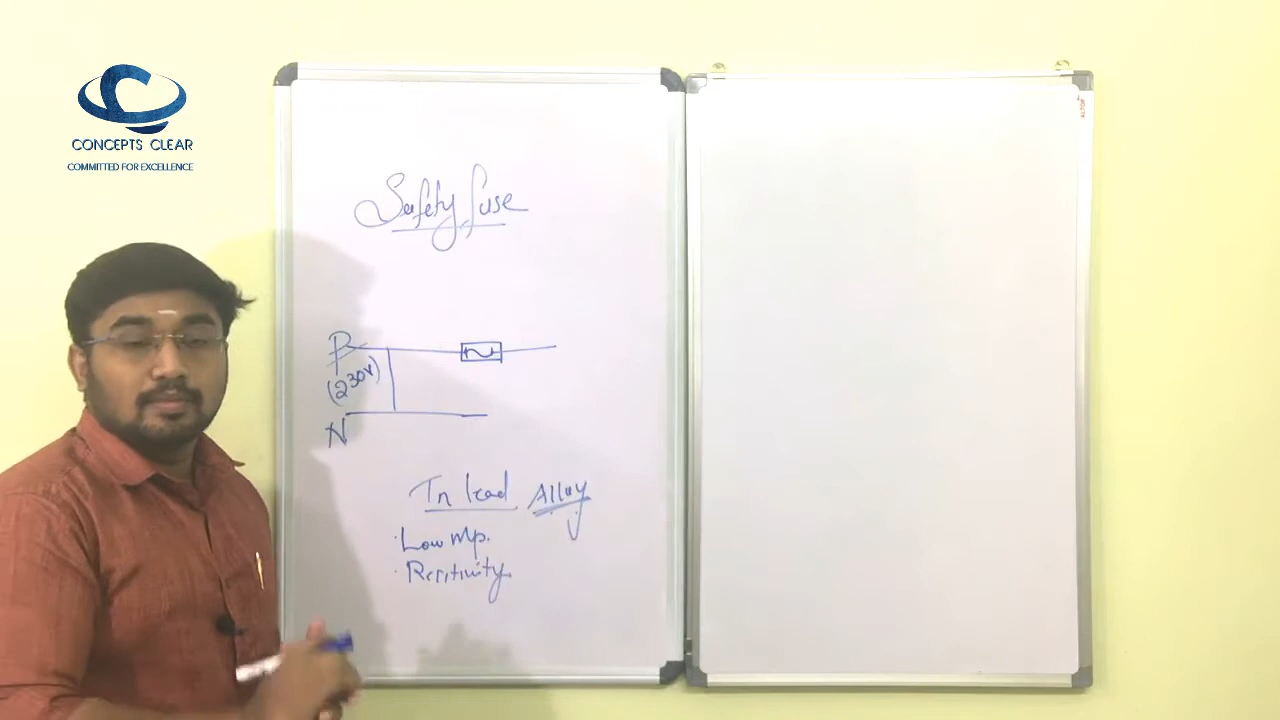 CONCEPTS CLEAR
COMMITTED FOR EXCELLENCE
Safety fuse
P
(230V)
N
Tn lead Alloy
· Low mp.
· Resitivity.